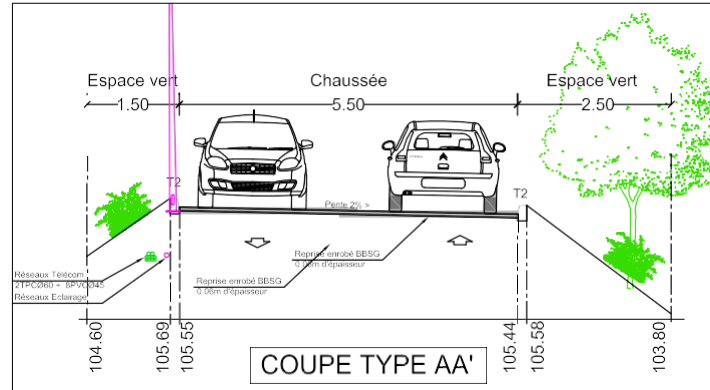 Espace vert
Chaussée
Espace vert
1.50
5.50
2.50
T2
T2
Pente 2% >
Reprise enrobé BBSG
0.06m d'épaisseur
Reprise enrobé BBSG
0.06m d'épaisseur
Réseaux Télécom
2TPCØ60 + 8PVCØ45
Réseaux Eclairage
104.60
105.69
105.55
105.44
105.58
103.80
COUPE TYPE AA'